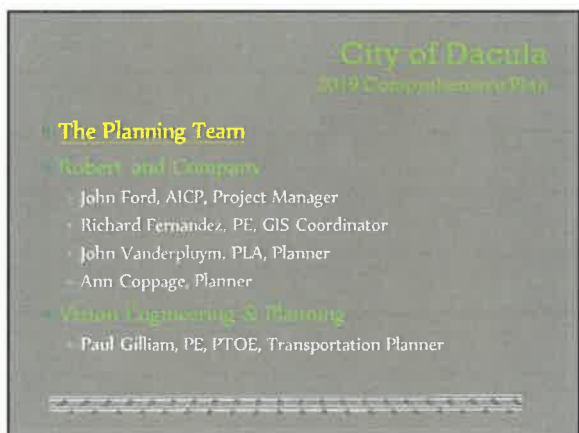 City of Dacula
2019 Comprehensive Plan
The Planning Team
Robert and Company
John Ford, AICP, Project Manager
Richard Fernandez, PE, GIS Coordinator
John Vanderpluym, PLA, Planner
Ann Coppage, Planner
Vision Engineering & Planning
Paul Gilliam, PE, PTOE, Transportation Planner